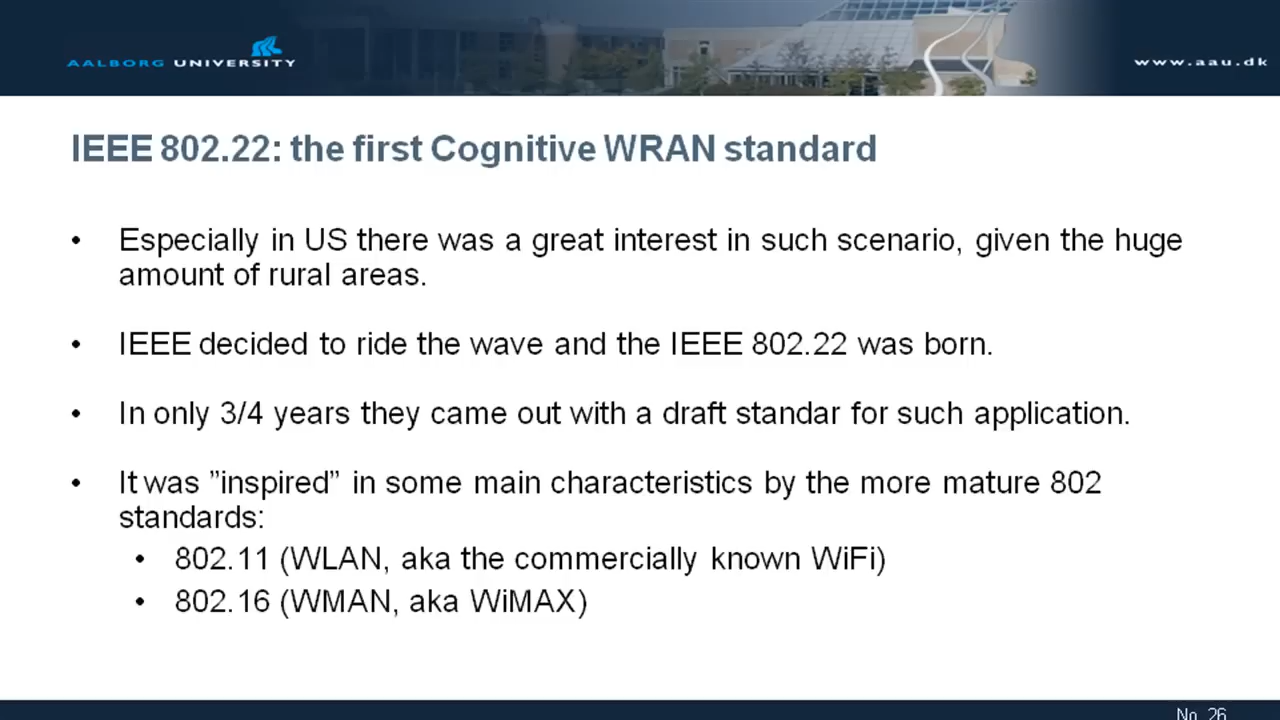 AALBORG UNIVERSITY
www.aau.dk
IEEE 802.22: the first Cognitive WRAN standard
• Especially in US there was a great interest in such scenario, given the huge
amount of rural areas.
• IEEE decided to ride the wave and the IEEE 802.22 was born.
• In only 3/4 years they came out with a draft standar for such application.
• It was ”inspired” in some main characteristics by the more mature 802
standards:
• 802.11 (WLAN, aka the commercially known WiFi)
• 802.16 (WMAN, aka WiMAX)
No. 26